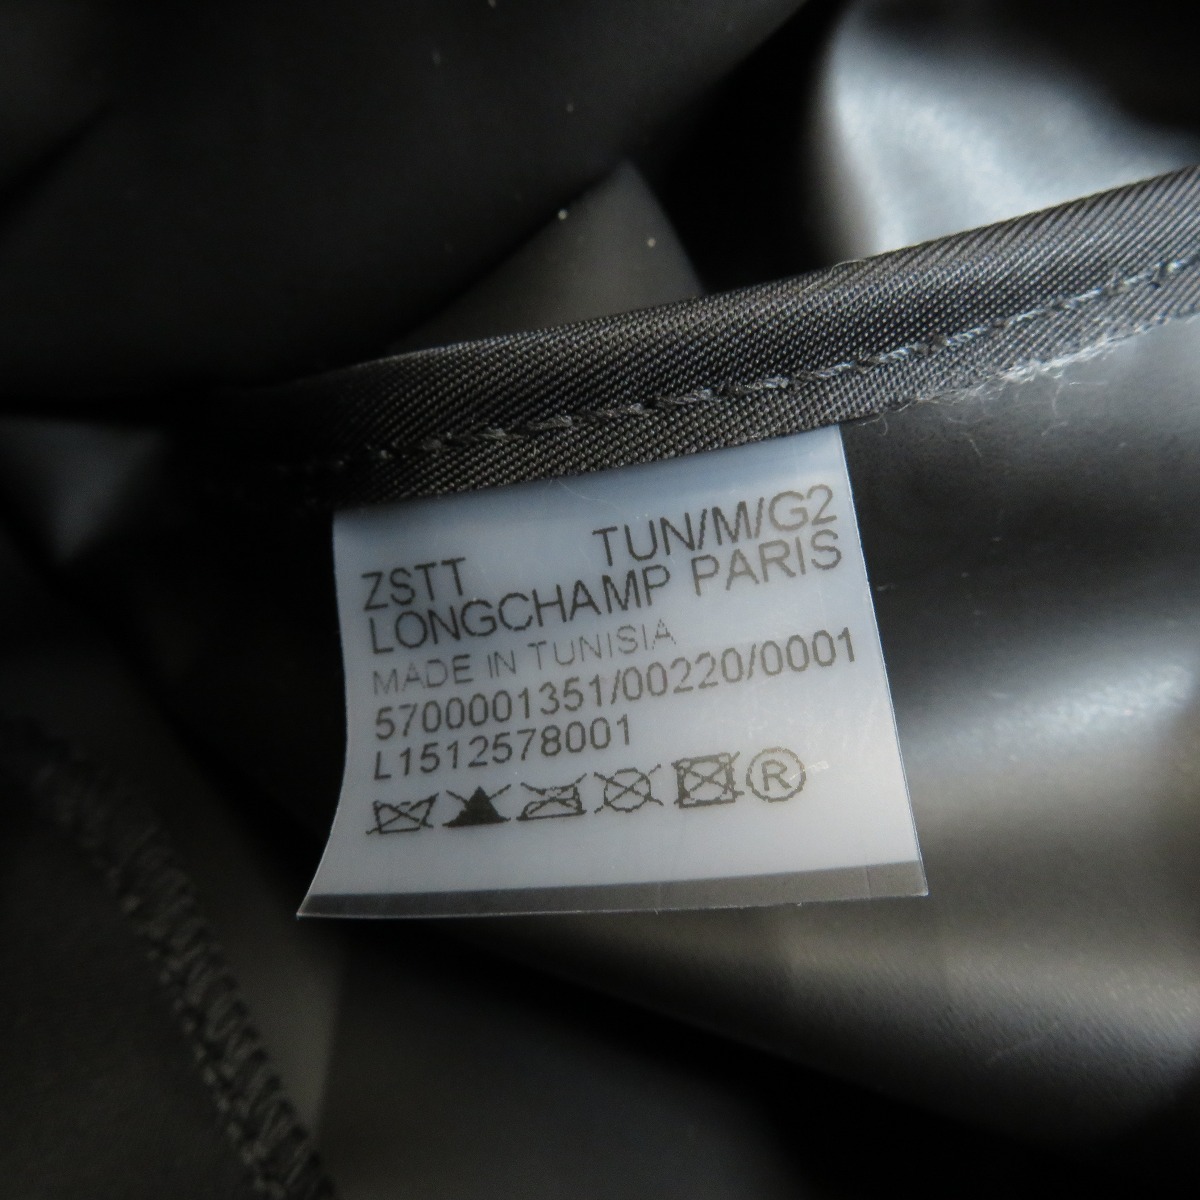 ZSTT TUN/M/G2
LONGCHAMP PARIS
MADE IN TUNISIA
5700001351/00220/0001
L1512578001
®